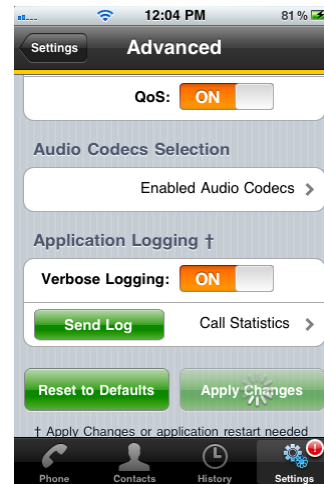 12:04 PM 81 %
Settings Advanced
QoS: ON
Audio Codecs Selection
Enabled Audio Codecs
Application Logging †
Verbose Logging: ON
Send Log Call Statistics
Reset to Defaults Apply Changes
† Apply Changes or application restart needed
Phone Contacts History Settings